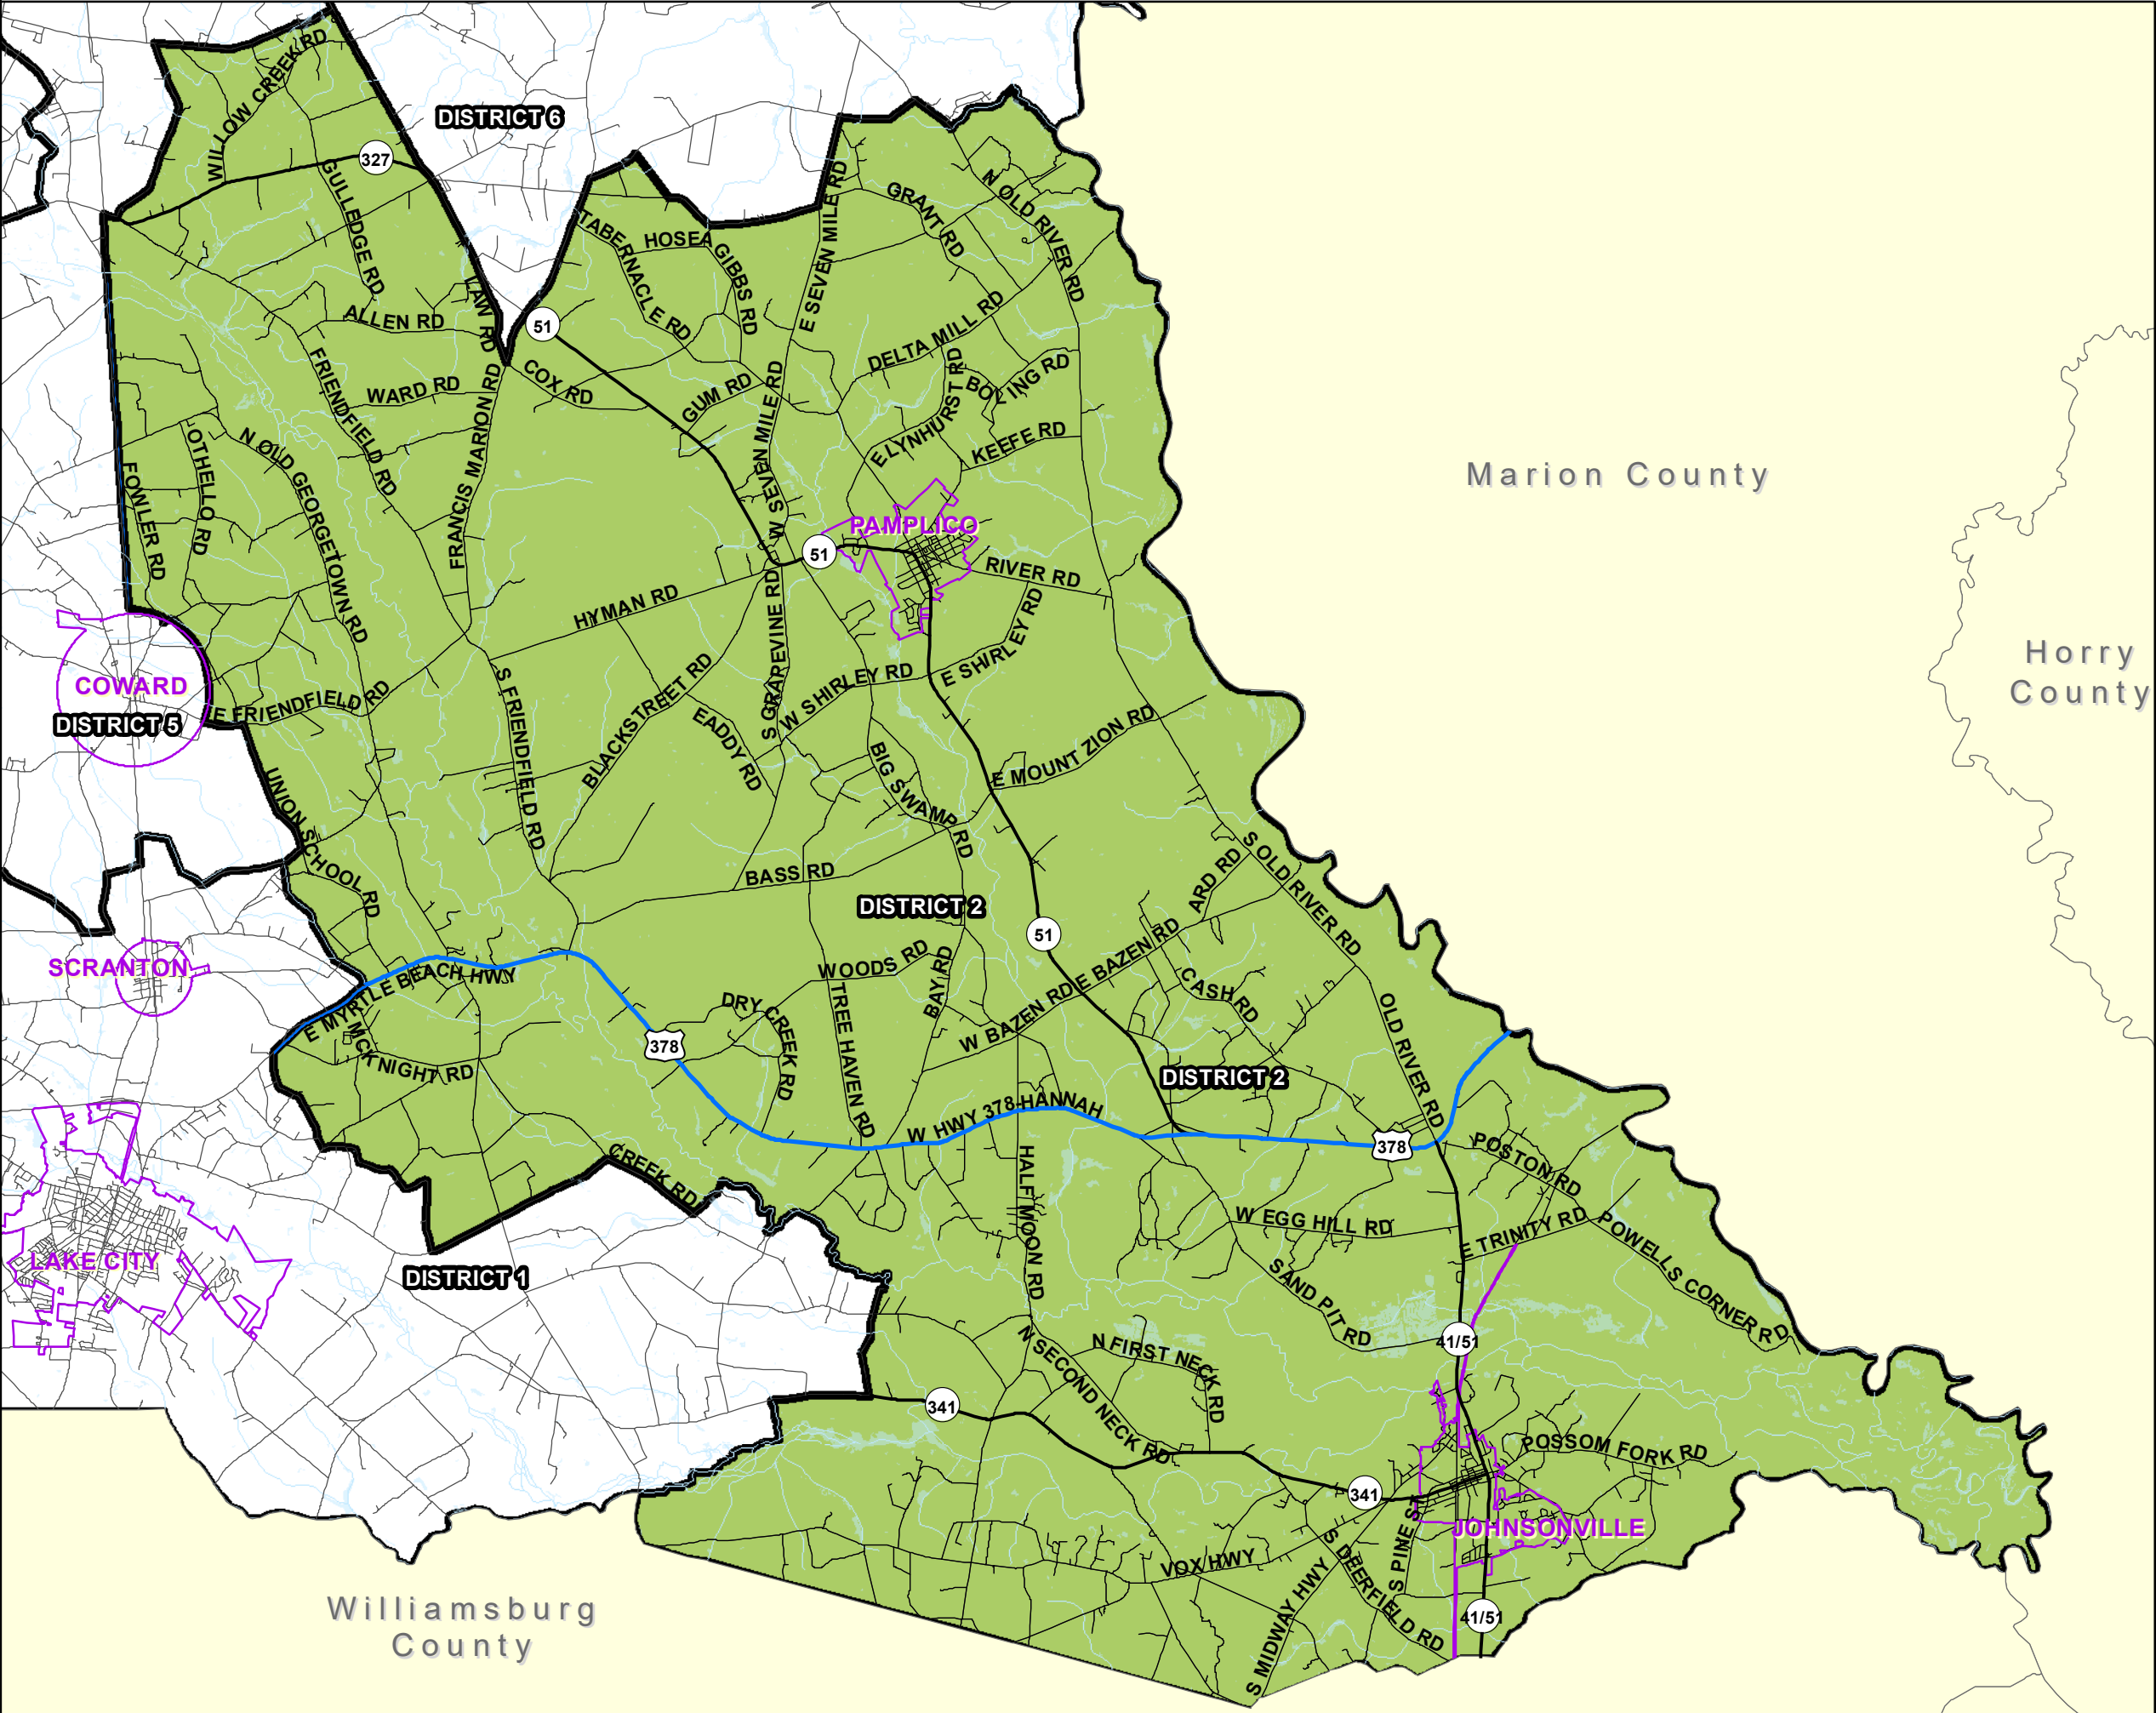 WILLOW CREEK RD
DISTRICT 6
327
GULLEDGE RD
LAW RD
ALLEN RD
51
TABERNACLE RD
HOSEA
GIBBS RD
E SEVEN MILE RD
GRANT RD
N OLD RIVER RD
DELTA MILL RD
FRIENDFIELD RD
WARD RD
COX RD
GUM RD
BOLING RD
E LYNHURST RD
KEEFE RD
OTHELLO RD
N OLD GEORGETOWN RD
FRANCIS MARION RD
W SEVEN MILE RD
FOWLER RD
Marion County
PAMPLICO
51
RIVER RD
HYMAN RD
S GRAPEVINE RD
E SHIRLEY RD
W SHIRLEY RD
Horry
County
COWARD
DISTRICT 5
E FRIENDFIELD RD
S FRIENDFIELD RD
BLACKSTREET RD
EADDY RD
BIG SWAMP RD
E MOUNT ZION RD
UNION SCHOOL RD
BASS RD
DISTRICT 2
ARD RD
S OLD RIVER RD
51
SCRANTON
E MYRTLE BEACH HWY
WOODS RD
BAY RD
W BAZEN RD
E BAZEN RD
CASH RD
OLD RIVER RD
MCKNIGHT RD
378
DRY CREEK RD
TREE HAVEN RD
DISTRICT 2
W HWY 378-HANNAH
378
CREEK RD
HALF MOON RD
POSTON RD
W EGG HILL RD
E TRINITY RD
POWELLS CORNER RD
LAKE CITY
DISTRICT 1
SAND PIT RD
41/51
N SECOND NECK RD
N FIRST NECK RD
341
POSSOM FORK RD
341
JOHNSONVILLE
S PINE ST
S DEERFIELD RD
VOX HWY
S MIDWAY HWY
41/51
Williamsburg
County